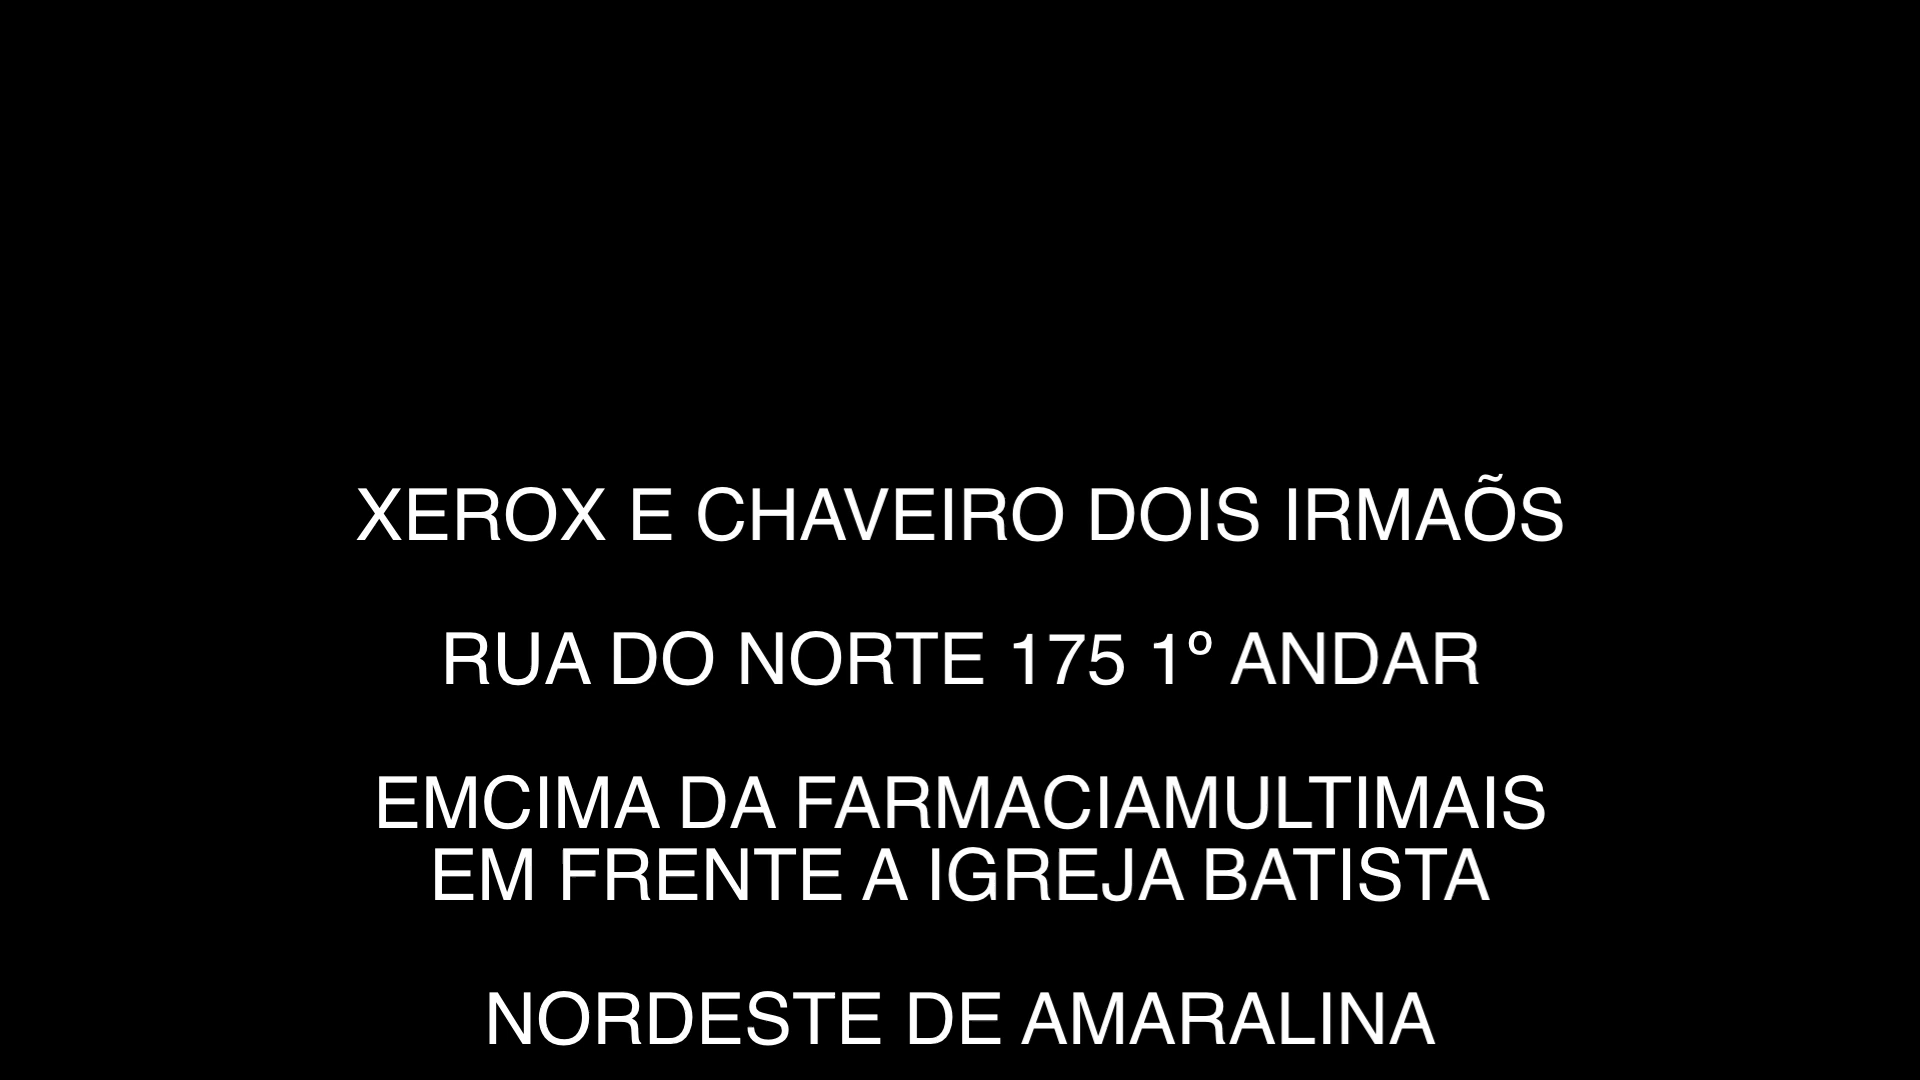 XEROX E CHAVEIRO DOIS IRMAÕS
RUA DO NORTE 175 1º ANDAR
EMCIMA DA FARMACIAMULTIMAIS
EM FRENTE A IGREJA BATISTA
NORDESTE DE AMARALINA